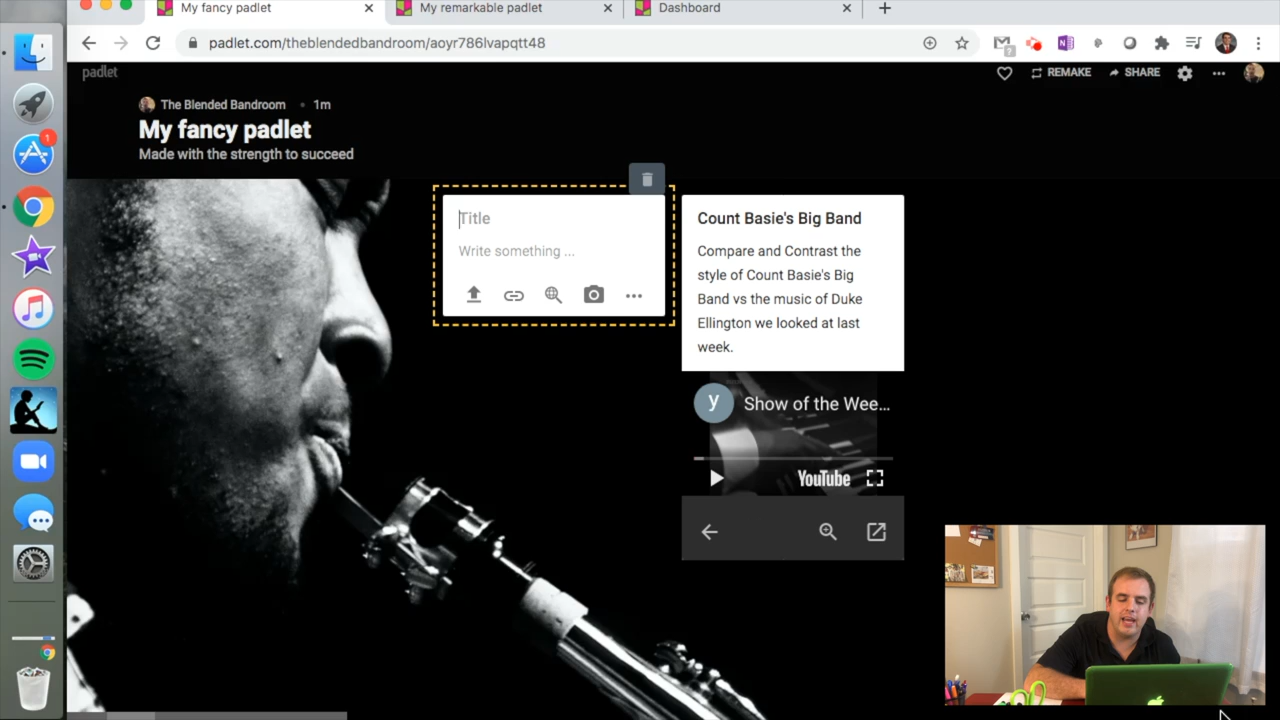 My fancy padlet
My remarkable padlet
Dashboard
padlet.com/theblendedbandroom/aoyr786lvapqtt48
padlet
REMAKE
SHARE
The Blended Bandroom • 1m
My fancy padlet
Made with the strength to succeed
Title
Write something ...
Count Basie's Big Band
Compare and Contrast the
style of Count Basie's Big
Band vs the music of Duke
Ellington we looked at last
week.
y
Show of the Wee...
YouTube
1
?
N